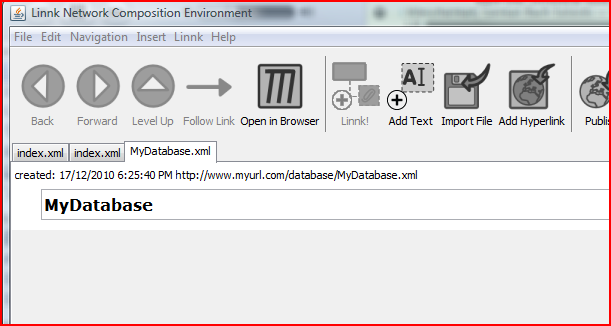 Linnk Network Composition Environment
File Edit Navigation Insert Linnk Help
Back Forward Level Up Follow Link Open in Browser Linnk! Add Text Import File Add Hyperlink Publis
index.xml index.xml MyDatabase.xml
created: 17/12/2010 6:25:40 PM http://www.myurl.com/database/MyDatabase.xml
MyDatabase